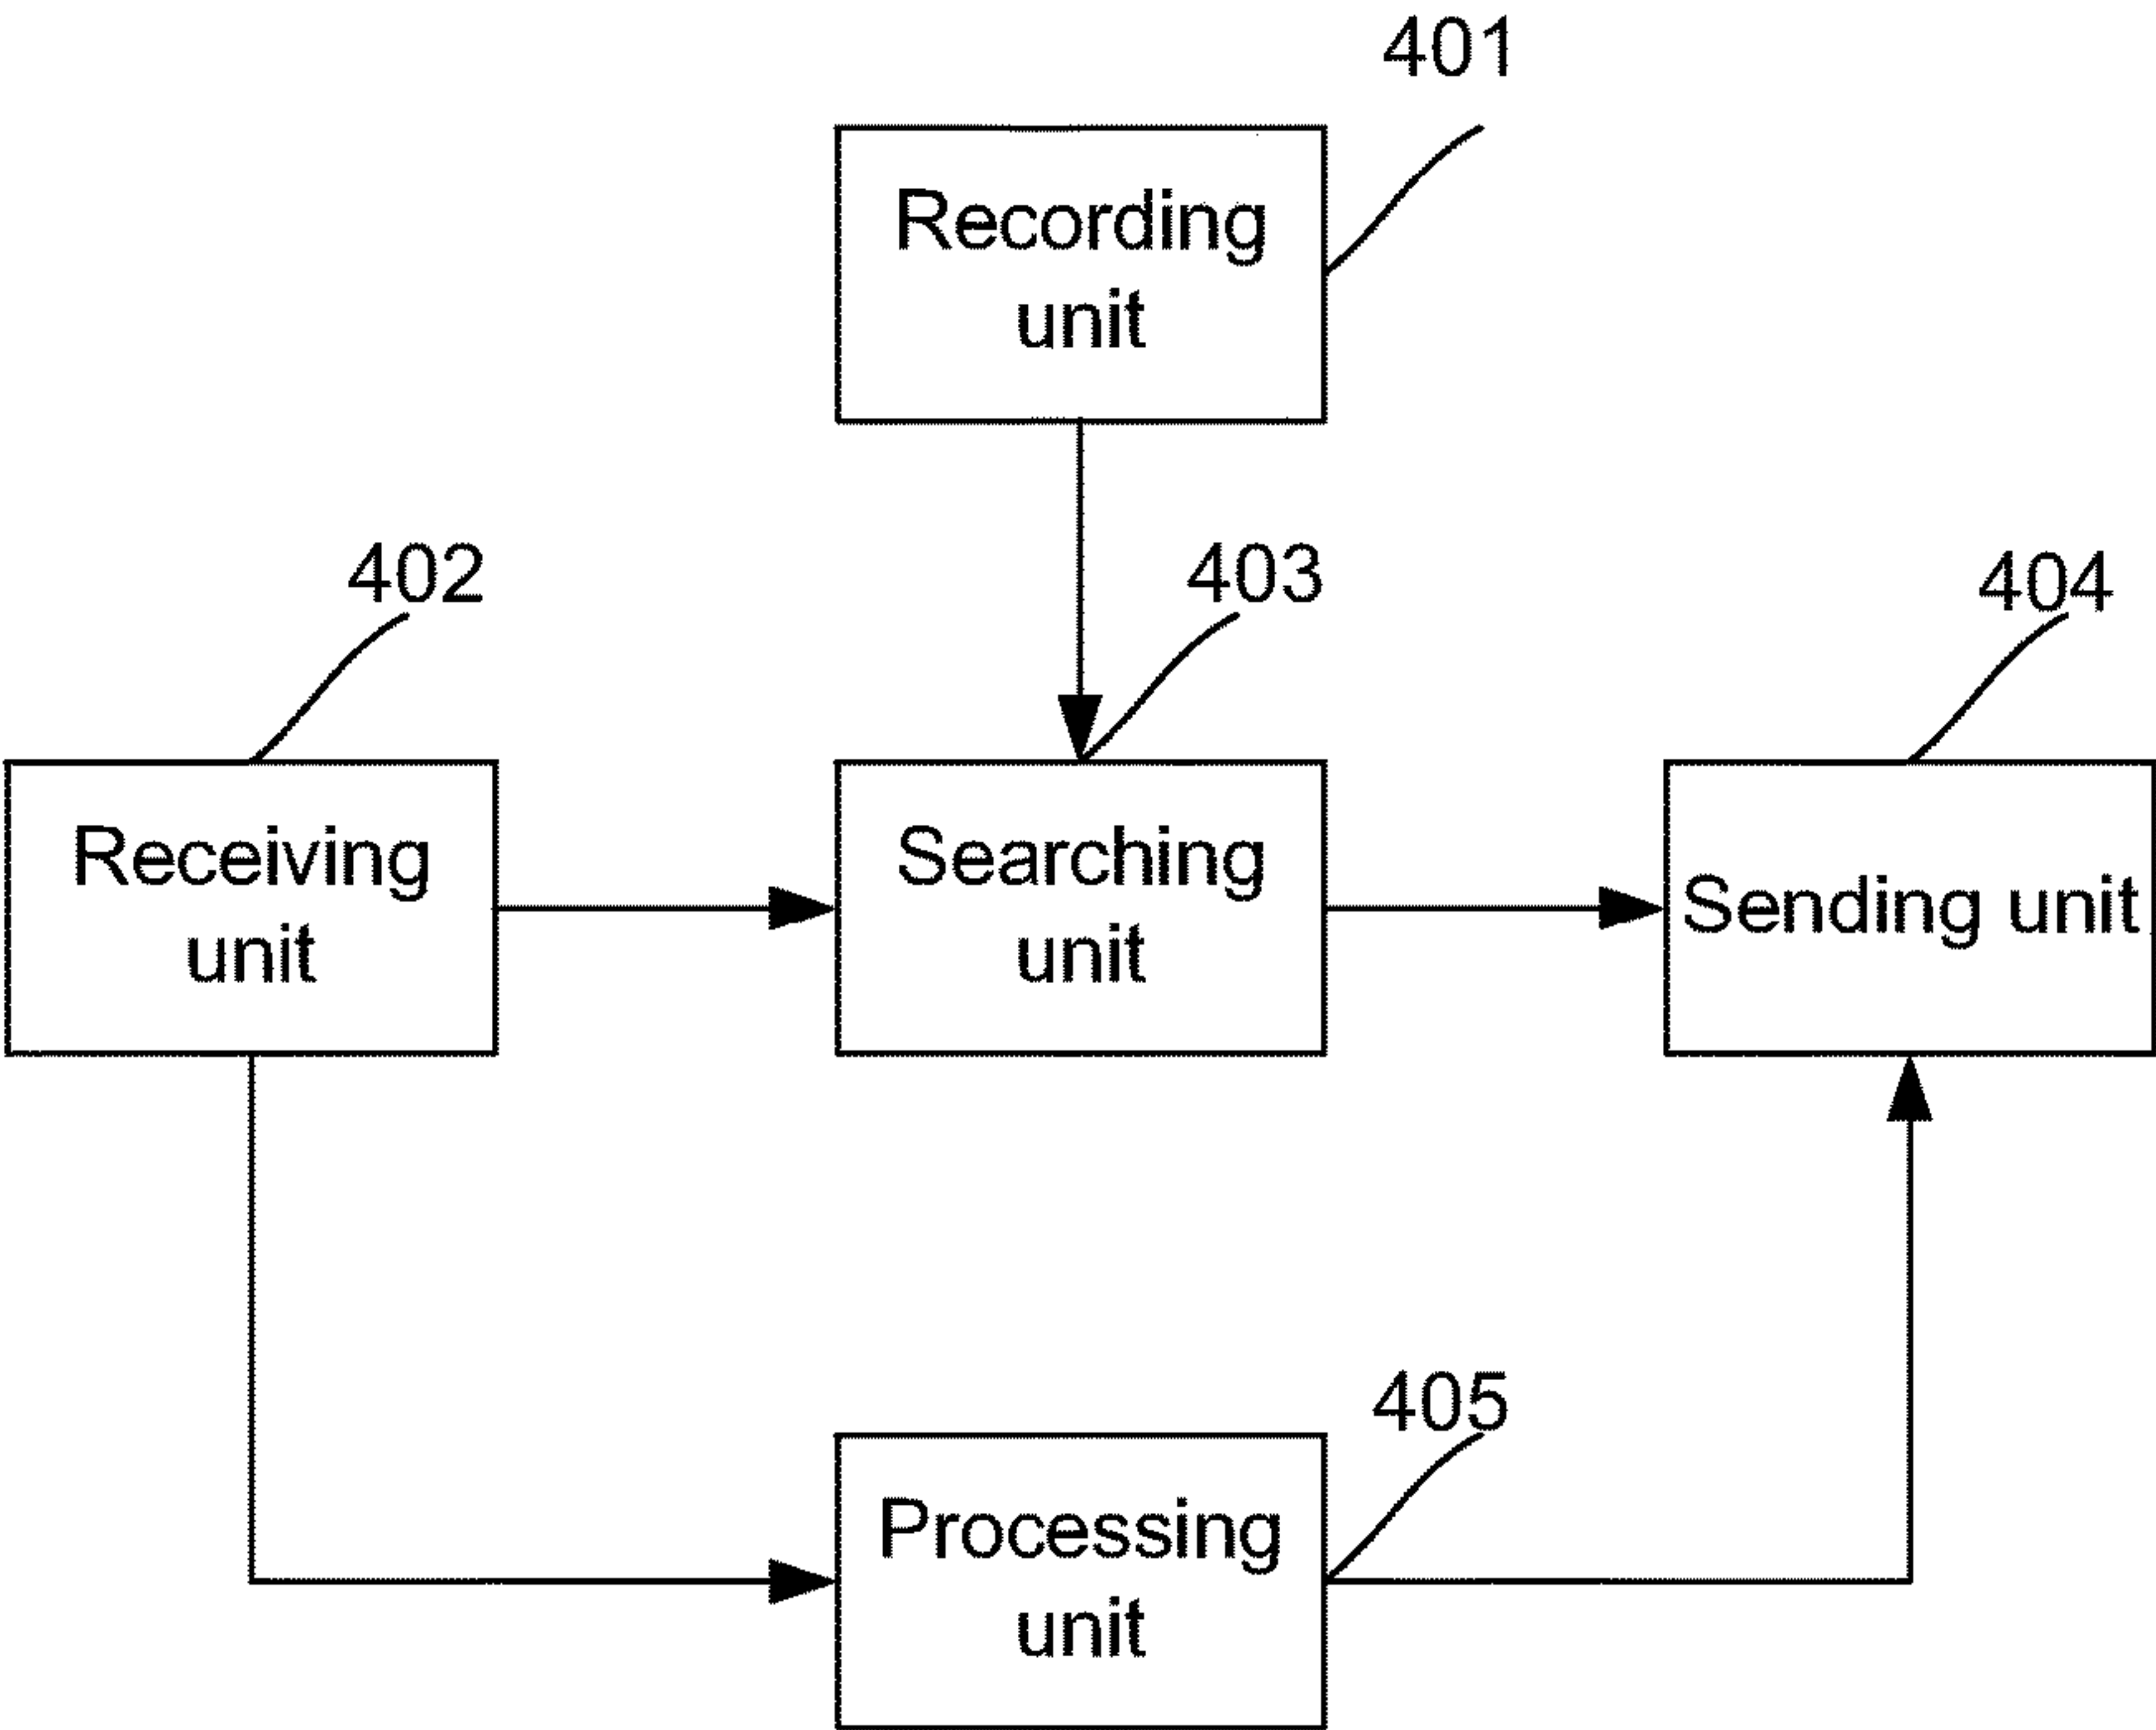 401
Recording
unit
402
403
404
Receiving
unit
Searching
unit
Sending unit
405
Processing
unit